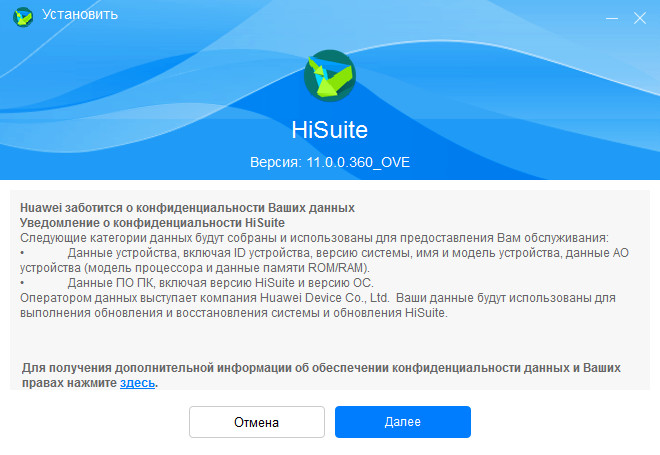 Установить
HiSuite
Версия: 11.0.0.360_OVE
Huawei заботится о конфиденциальности Ваших данных
Уведомление о конфиденциальности HiSuite
Следующие категории данных будут собраны и использованы для предоставления Вам обслуживания:
• Данные устройства, включая ID устройства, версию системы, имя и модель устройства, данные АО
устройства (модель процессора и данные памяти ROM/RAM).
• Данные ПО ПК, включая версию HiSuite и версию ОС.
Оператором данных выступает компания Huawei Device Co., Ltd. Ваши данные будут использованы для
выполнения обновления и восстановления системы и обновления HiSuite.
Для получения дополнительной информации об обеспечении конфиденциальности данных и Ваших
правах нажмите здесь.
Отмена
Далее